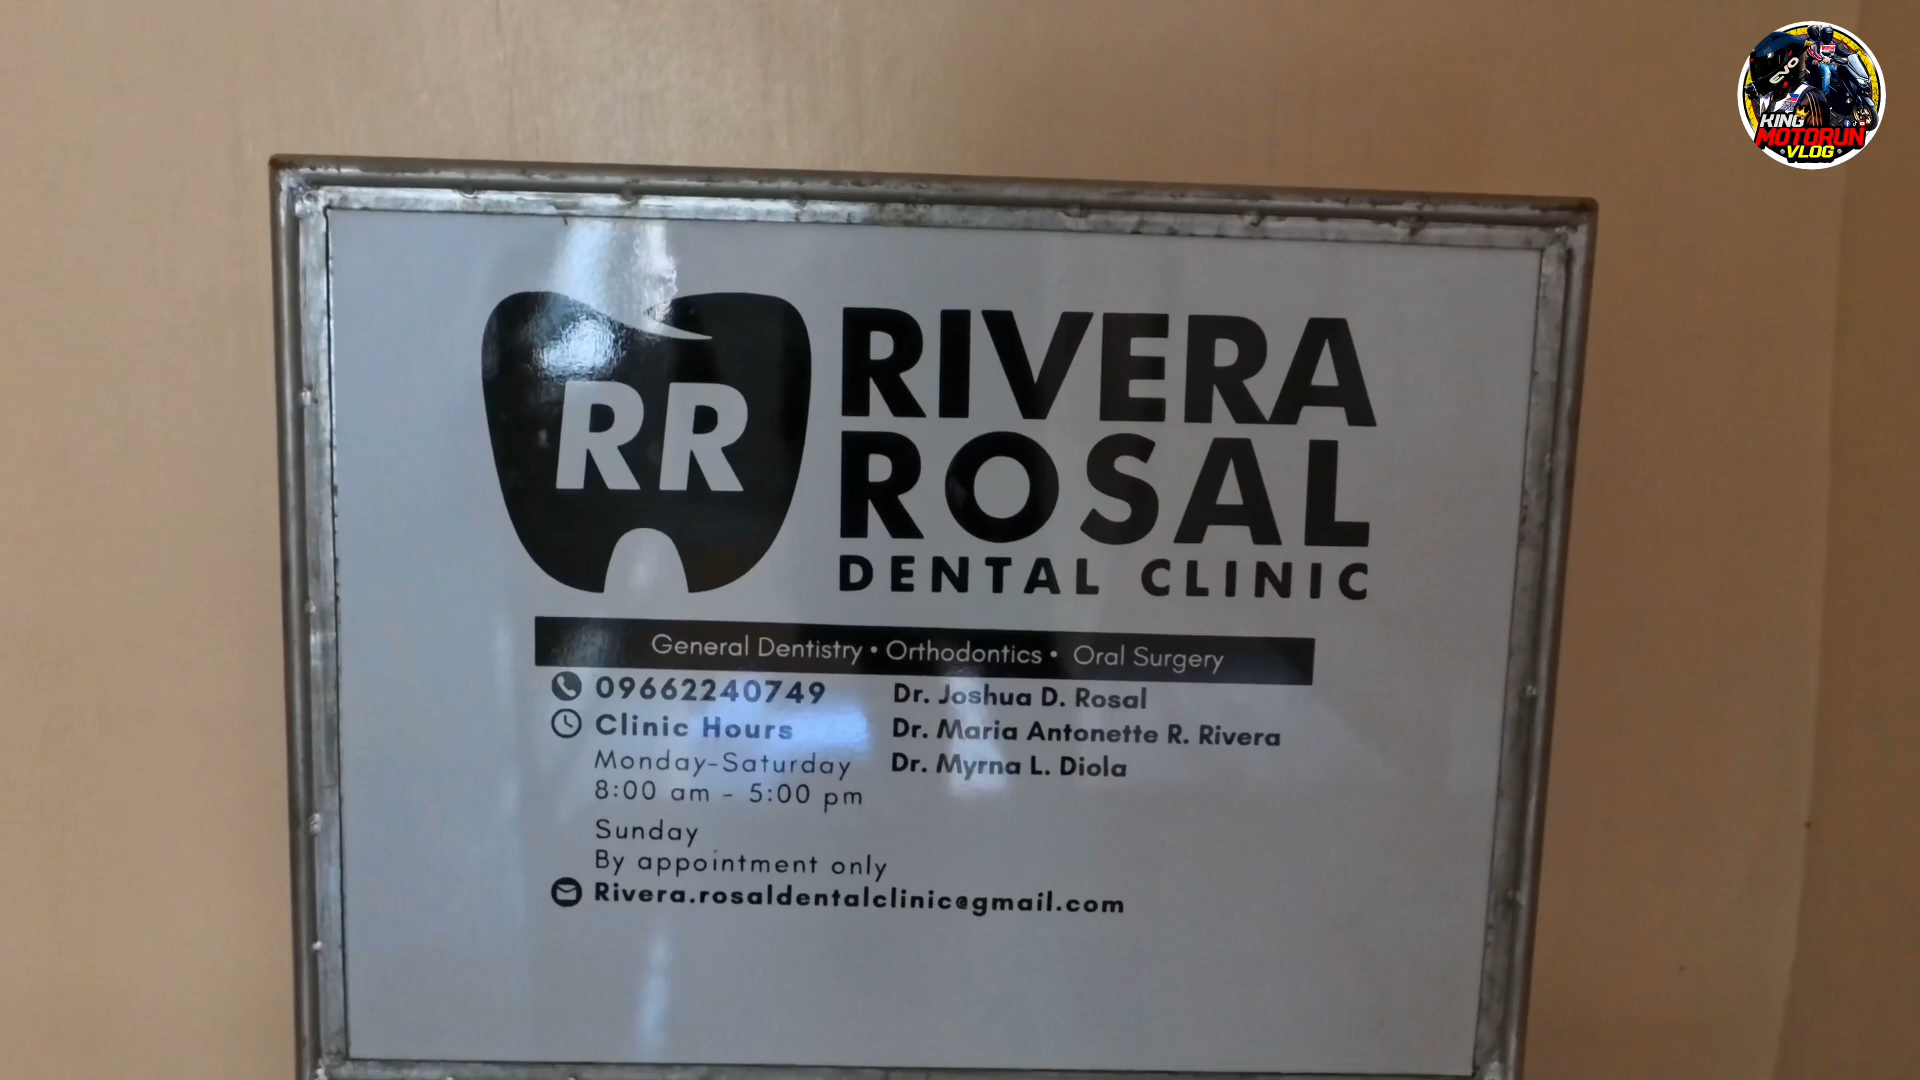 EVO
KING
MOTORUN
VLOG
RR
RIVERA
ROSAL
DENTAL CLINIC
General Dentistry • Orthodontics • Oral Surgery
09662240749
Clinic Hours
Monday-Saturday
8:00 am - 5:00 pm
Sunday
By appointment only
Rivera.rosaldentalclinic@gmail.com
Dr. Joshua D. Rosal
Dr. Maria Antonette R. Rivera
Dr. Myrna L. Diola